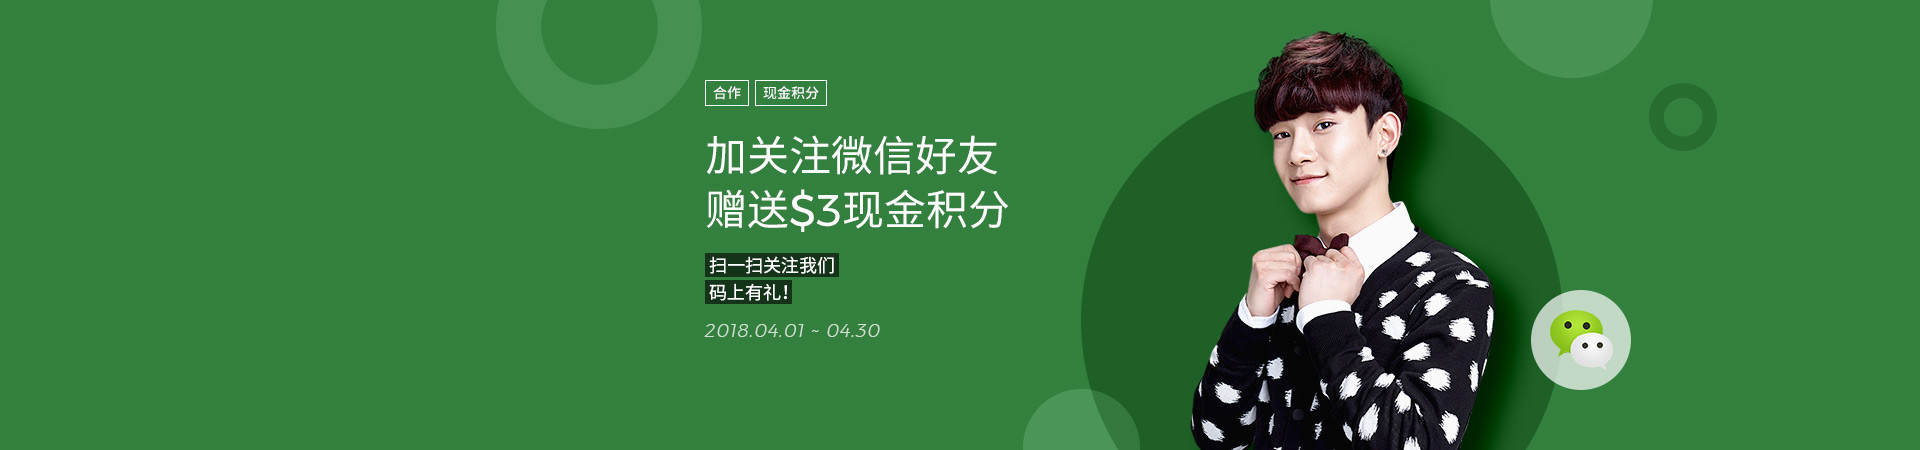 合作 现金积分
加关注微信好友
赠送$3现金积分
扫一扫关注我们
码上有礼!
2018.04.01 ~ 04.30